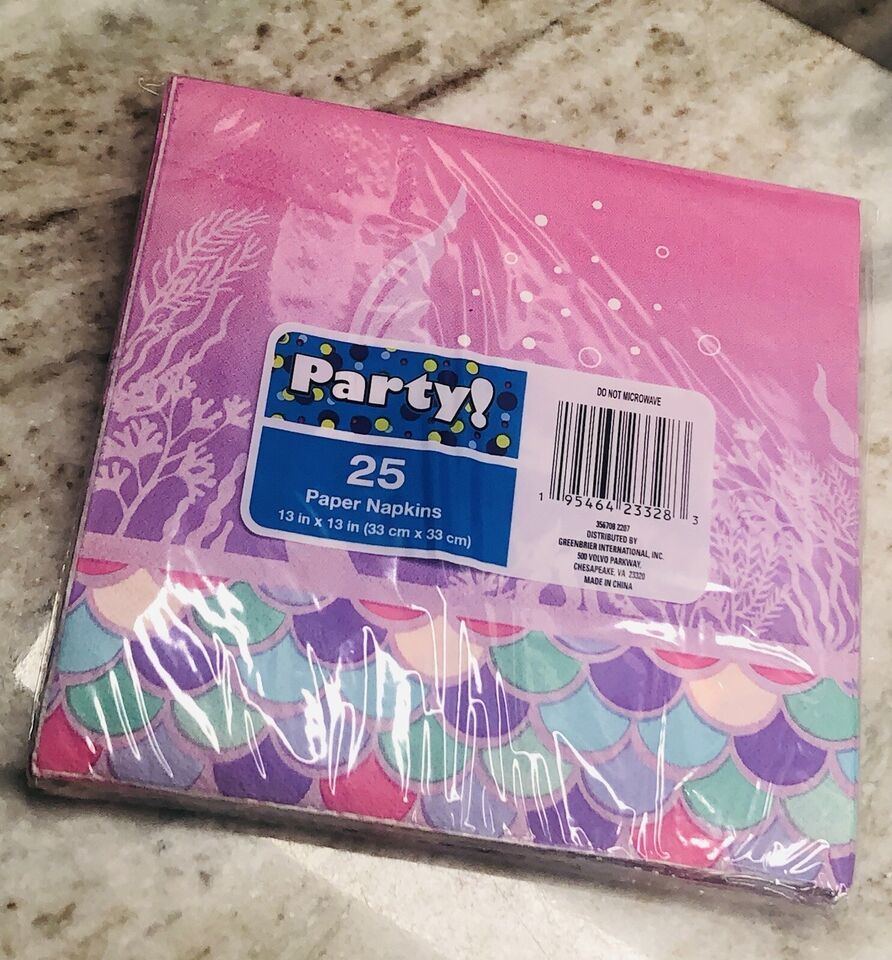 Party!
25
Paper Napkins
13 in x 13 in (33 cm x 33 cm)
DO NOT MICROWAVE
1 95464 23328 3
356708 2207
DISTRIBUTED BY
GREENBRIER INTERNATIONAL, INC.
500 VOLVO PARKWAY,
CHESAPEAKE, VA 23320
MADE IN CHINA